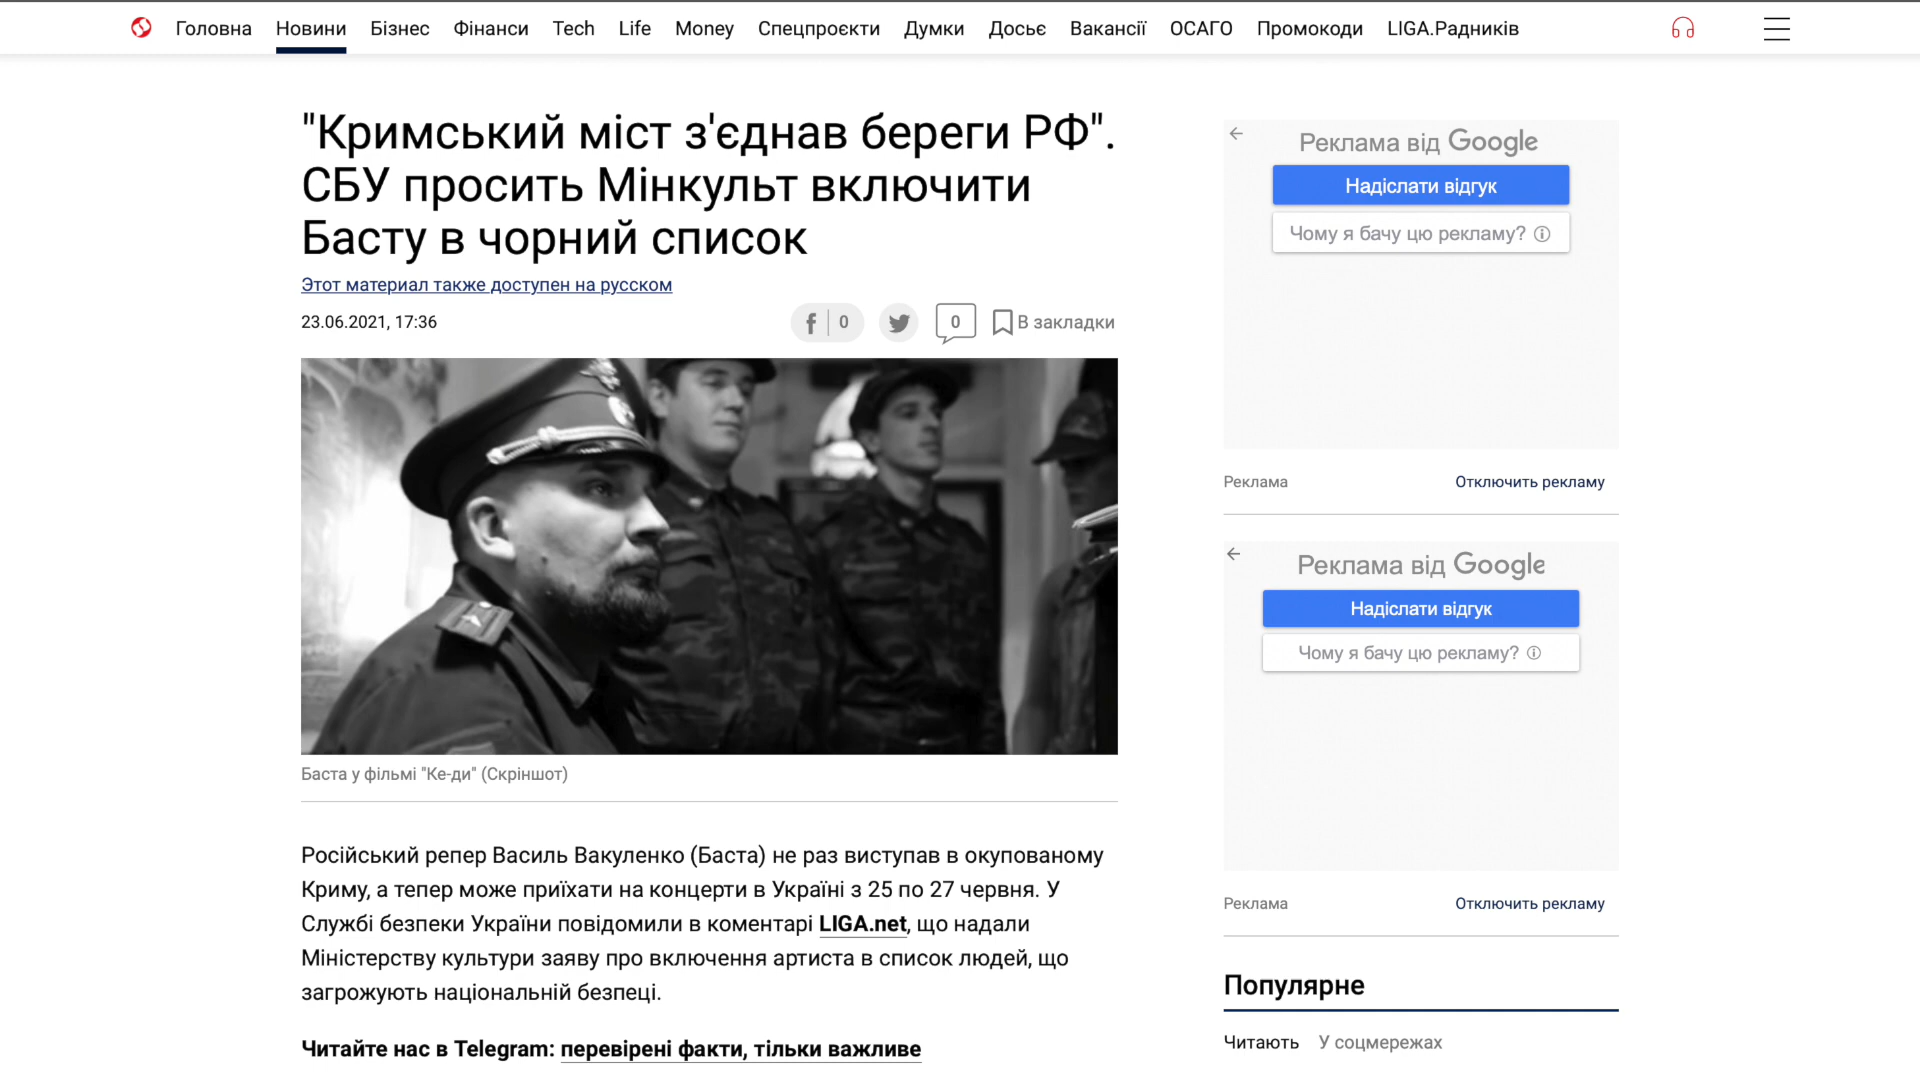 Головна Новини Бізнес Фінанси Tech Life Money Спецпроєкти Думки Досьє Вакансії ОСАГО Промокоди LIGA.Радників
"Кримський міст з'єднав береги РФ".
СБУ просить Мінкульт включити
Басту в чорний список
Этот материал также доступен на русском
23.06.2021, 17:36
0
0
В закладки
Баста у фільмі "Ке-ди" (Скріншот)
Російський репер Василь Вакуленко (Баста) не раз виступав в окупованому
Криму, а тепер може приїхати на концерти в Україні з 25 по 27 червня. У
Службі безпеки України повідомили в коментарі LIGA.net, що надали
Міністерству культури заяву про включення артиста в список людей, що
загрожують національній безпеці.
Читайте нас в Telegram: перевірені факти, тільки важливе
Реклама від Google
Надіслати відгук
Чому я бачу цю рекламу?
Реклама Отключить рекламу
Реклама від Google
Надіслати відгук
Чому я бачу цю рекламу?
Реклама Отключить рекламу
Популярне
Читають У соцмережах